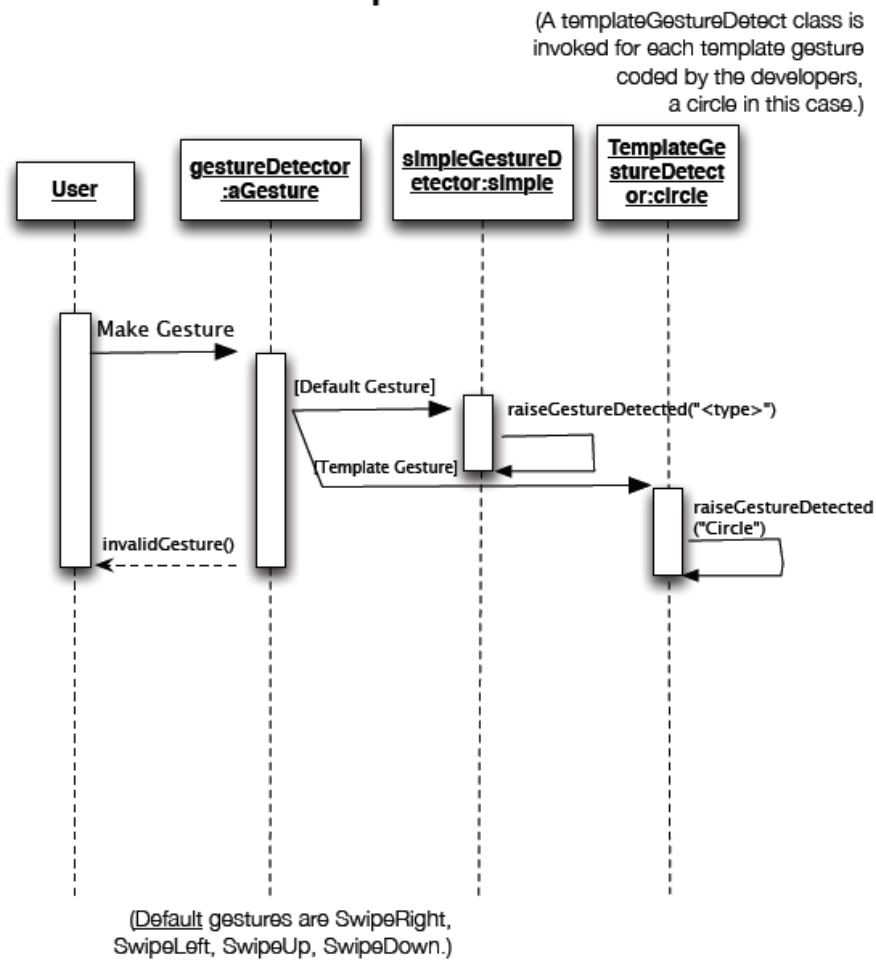 (A templateGestureDetect class is
invoked for each template gesture
coded by the developers,
a circle in this case.)
User
gestureDetector
:aGesture
simpleGestureD
etector:simple
TemplateGe
stureDetect
or:circle
Make Gesture
[Default Gesture]
raiseGestureDetected("<type>")
[Template Gesture]
raiseGestureDetected
("Circle")
invalidGesture()
(Default gestures are SwipeRight,
SwipeLeft, SwipeUp, SwipeDown.)